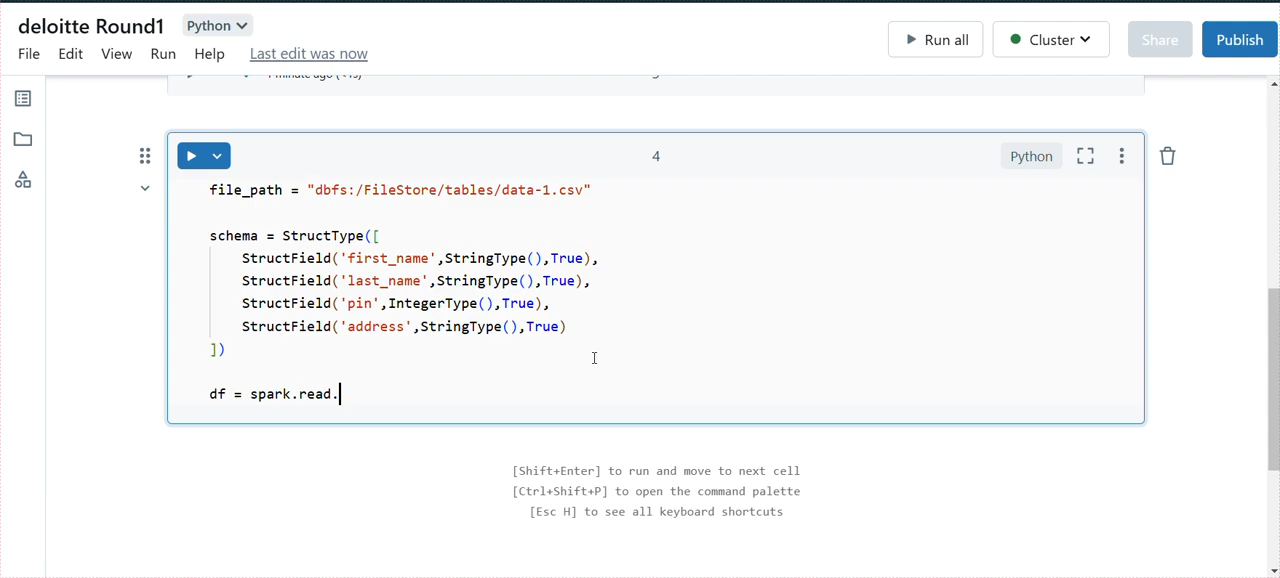 deloitte Round1 Python
File Edit View Run Help Last edit was now
Run all Cluster Share Publish
4 Python
file_path = "dbfs:/FileStore/tables/data-1.csv"
schema = StructType([
StructField('first_name',StringType(),True),
StructField('last_name',StringType(),True),
StructField('pin',IntegerType(),True),
StructField('address',StringType(),True)
])
df = spark.read.
[Shift+Enter] to run and move to next cell
[Ctrl+Shift+P] to open the command palette
[Esc H] to see all keyboard shortcuts